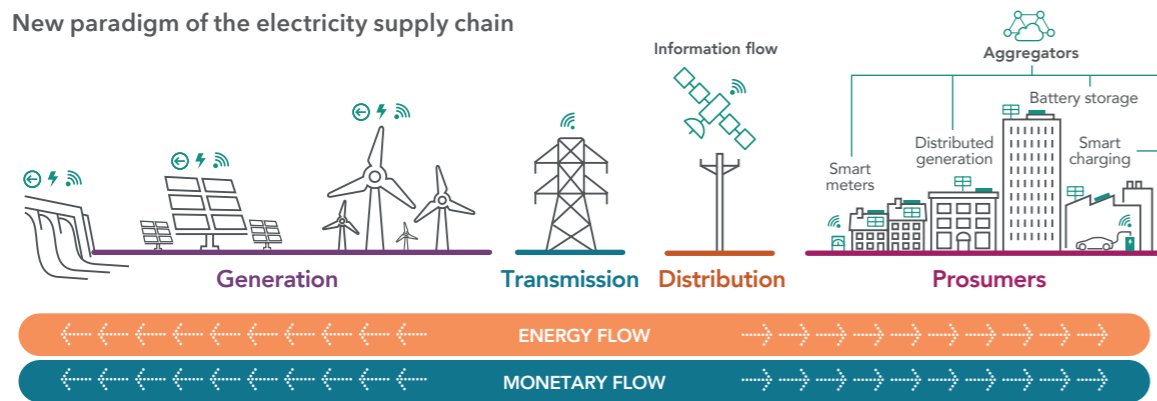 New paradigm of the electricity supply chain
Information flow
Aggregators
Battery storage
Distributed
generation
Smart
charging
Smart
meters
Generation
Transmission
Distribution
Prosumers
ENERGY FLOW
MONETARY FLOW